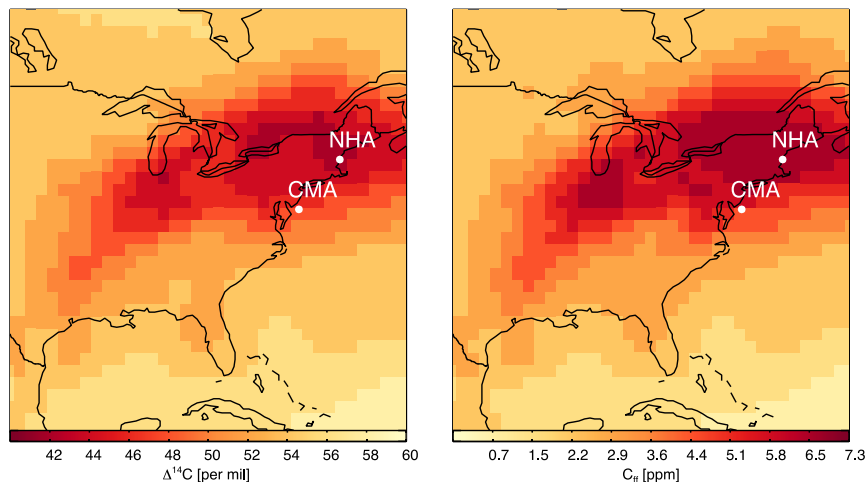 NHA
CMA
42 44 46 48 50 52 54 56 58 60
Δ¹⁴C [per mil]
NHA
CMA
0.7 1.5 2.2 2.9 3.6 4.4 5.1 5.8 6.5 7.3
C_ff [ppm]